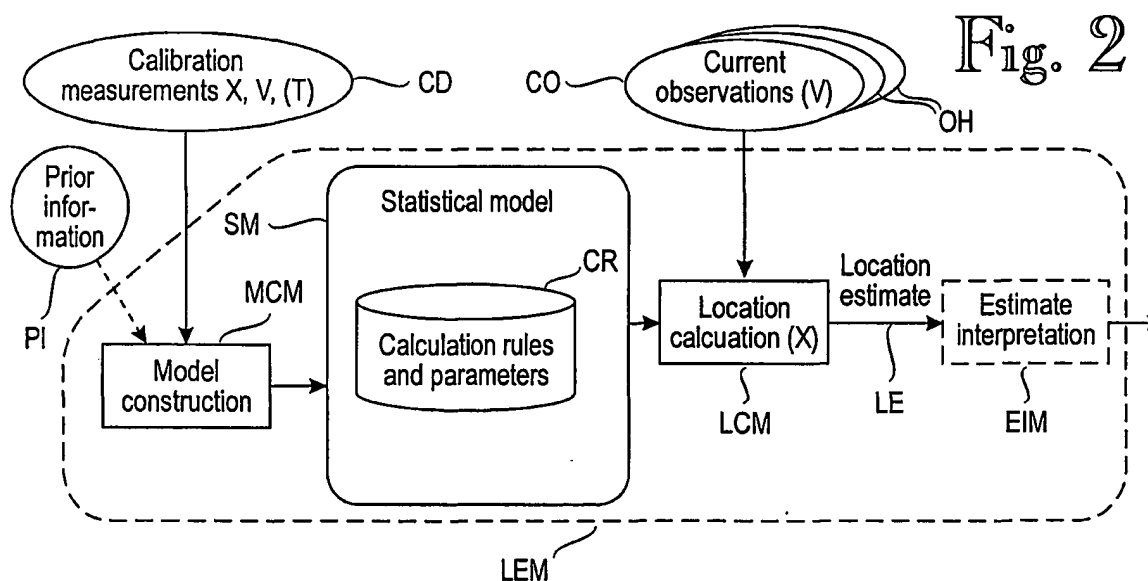 Fig. 2
Calibration
measurements X, V, (T)
CD
CO
Current
observations (V)
OH
Prior
infor-
mation
PI
SM
Statistical model
CR
Calculation rules
and parameters
MCM
Model
construction
Location
calcuation (X)
LCM
Location
estimate
LE
Estimate
interpretation
EIM
LEM